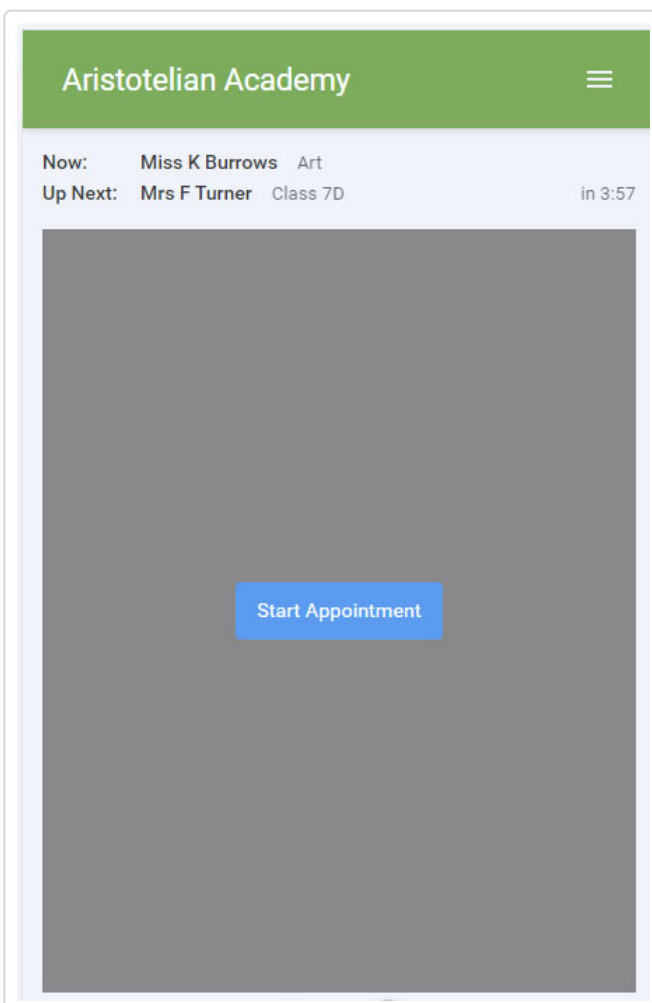 Aristotelian Academy
Now: Miss K Burrows Art
Up Next: Mrs F Turner Class 7D in 3:57
Start Appointment